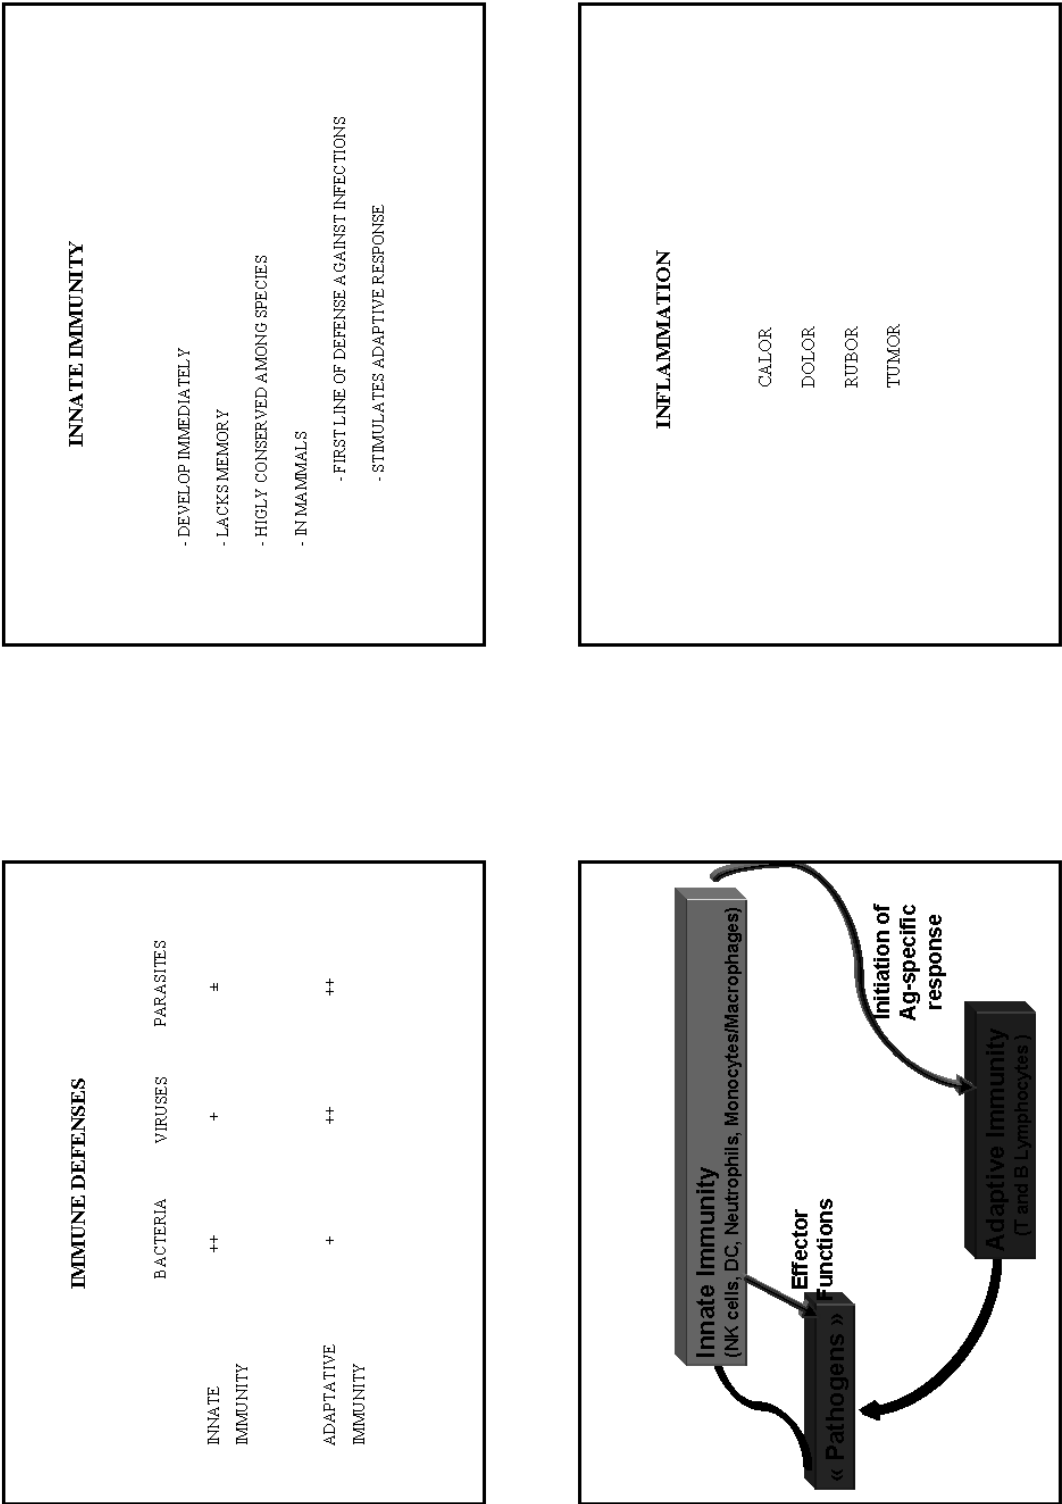 IMMUNE DEFENSES
BACTERIA VIRUSES PARASITES
INNATE ++ + ±
IMMUNITY
ADAPTATIVE + ++ ++
IMMUNITY
INNATE IMMUNITY
- DEVELOP IMMEDIATELY
- LACKS MEMORY
- HIGLY CONSERVED AMONG SPECIES
- IN MAMMALS
- FIRST LINE OF DEFENSE AGAINST INFECTIONS
- STIMULATES ADAPTIVE RESPONSE
Innate Immunity
(NK cells, DC, Neutrophils, Monocytes/Macrophages)
Effector
Functions
« Pathogens »
Initiation of
Ag-specific
response
Adaptive Immunity
(T and B Lymphocytes )
INFLAMMATION
CALOR
DOLOR
RUBOR
TUMOR